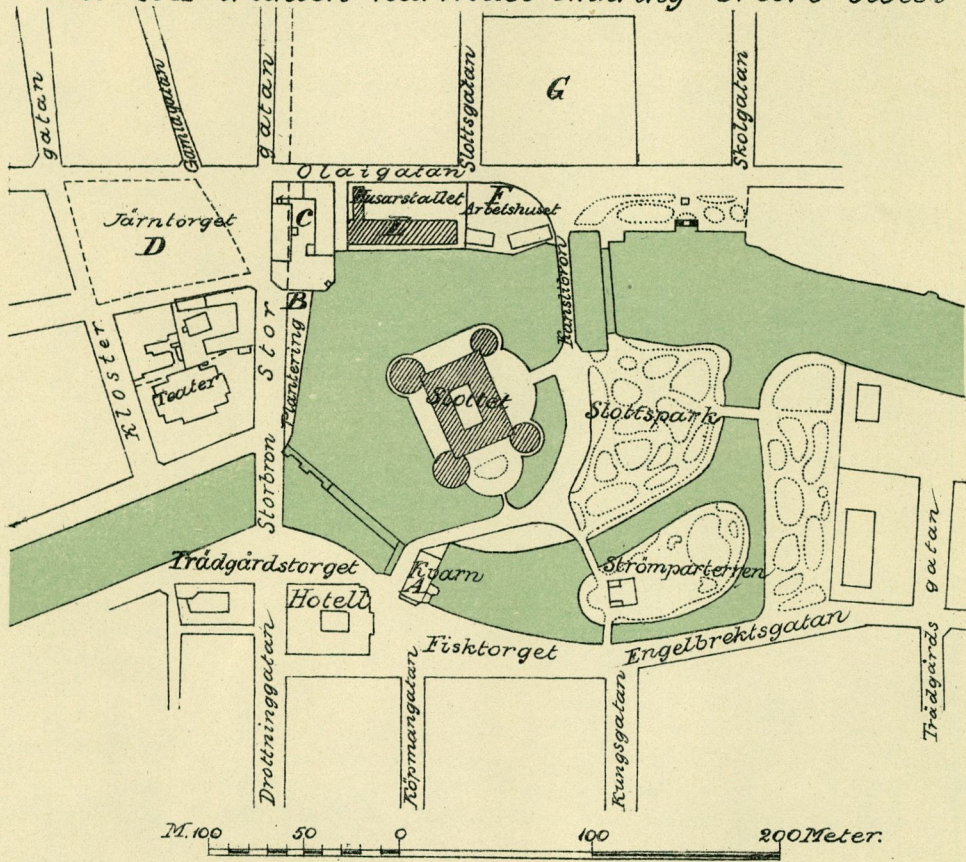 gatan
Gamlagatan
gatan
Slottsgatan
G
Skolgatan
Olaigatan
Järntorget
D
C
Husarstallet
E
F
Arbetshuset
Kanslibron
B
Plantering
Stor
Kloster
Teater
Slottet
Slottspark
Storbron
Trädgårdstorget
Kvarn
A
Strömparterren
Hotell
Fisktorget
Engelbrektsgatan
gatan
Trädgårds
Drottninggatan
Köpmangatan
Kungsgatan
M. 100 50 0 100 200 Meter.